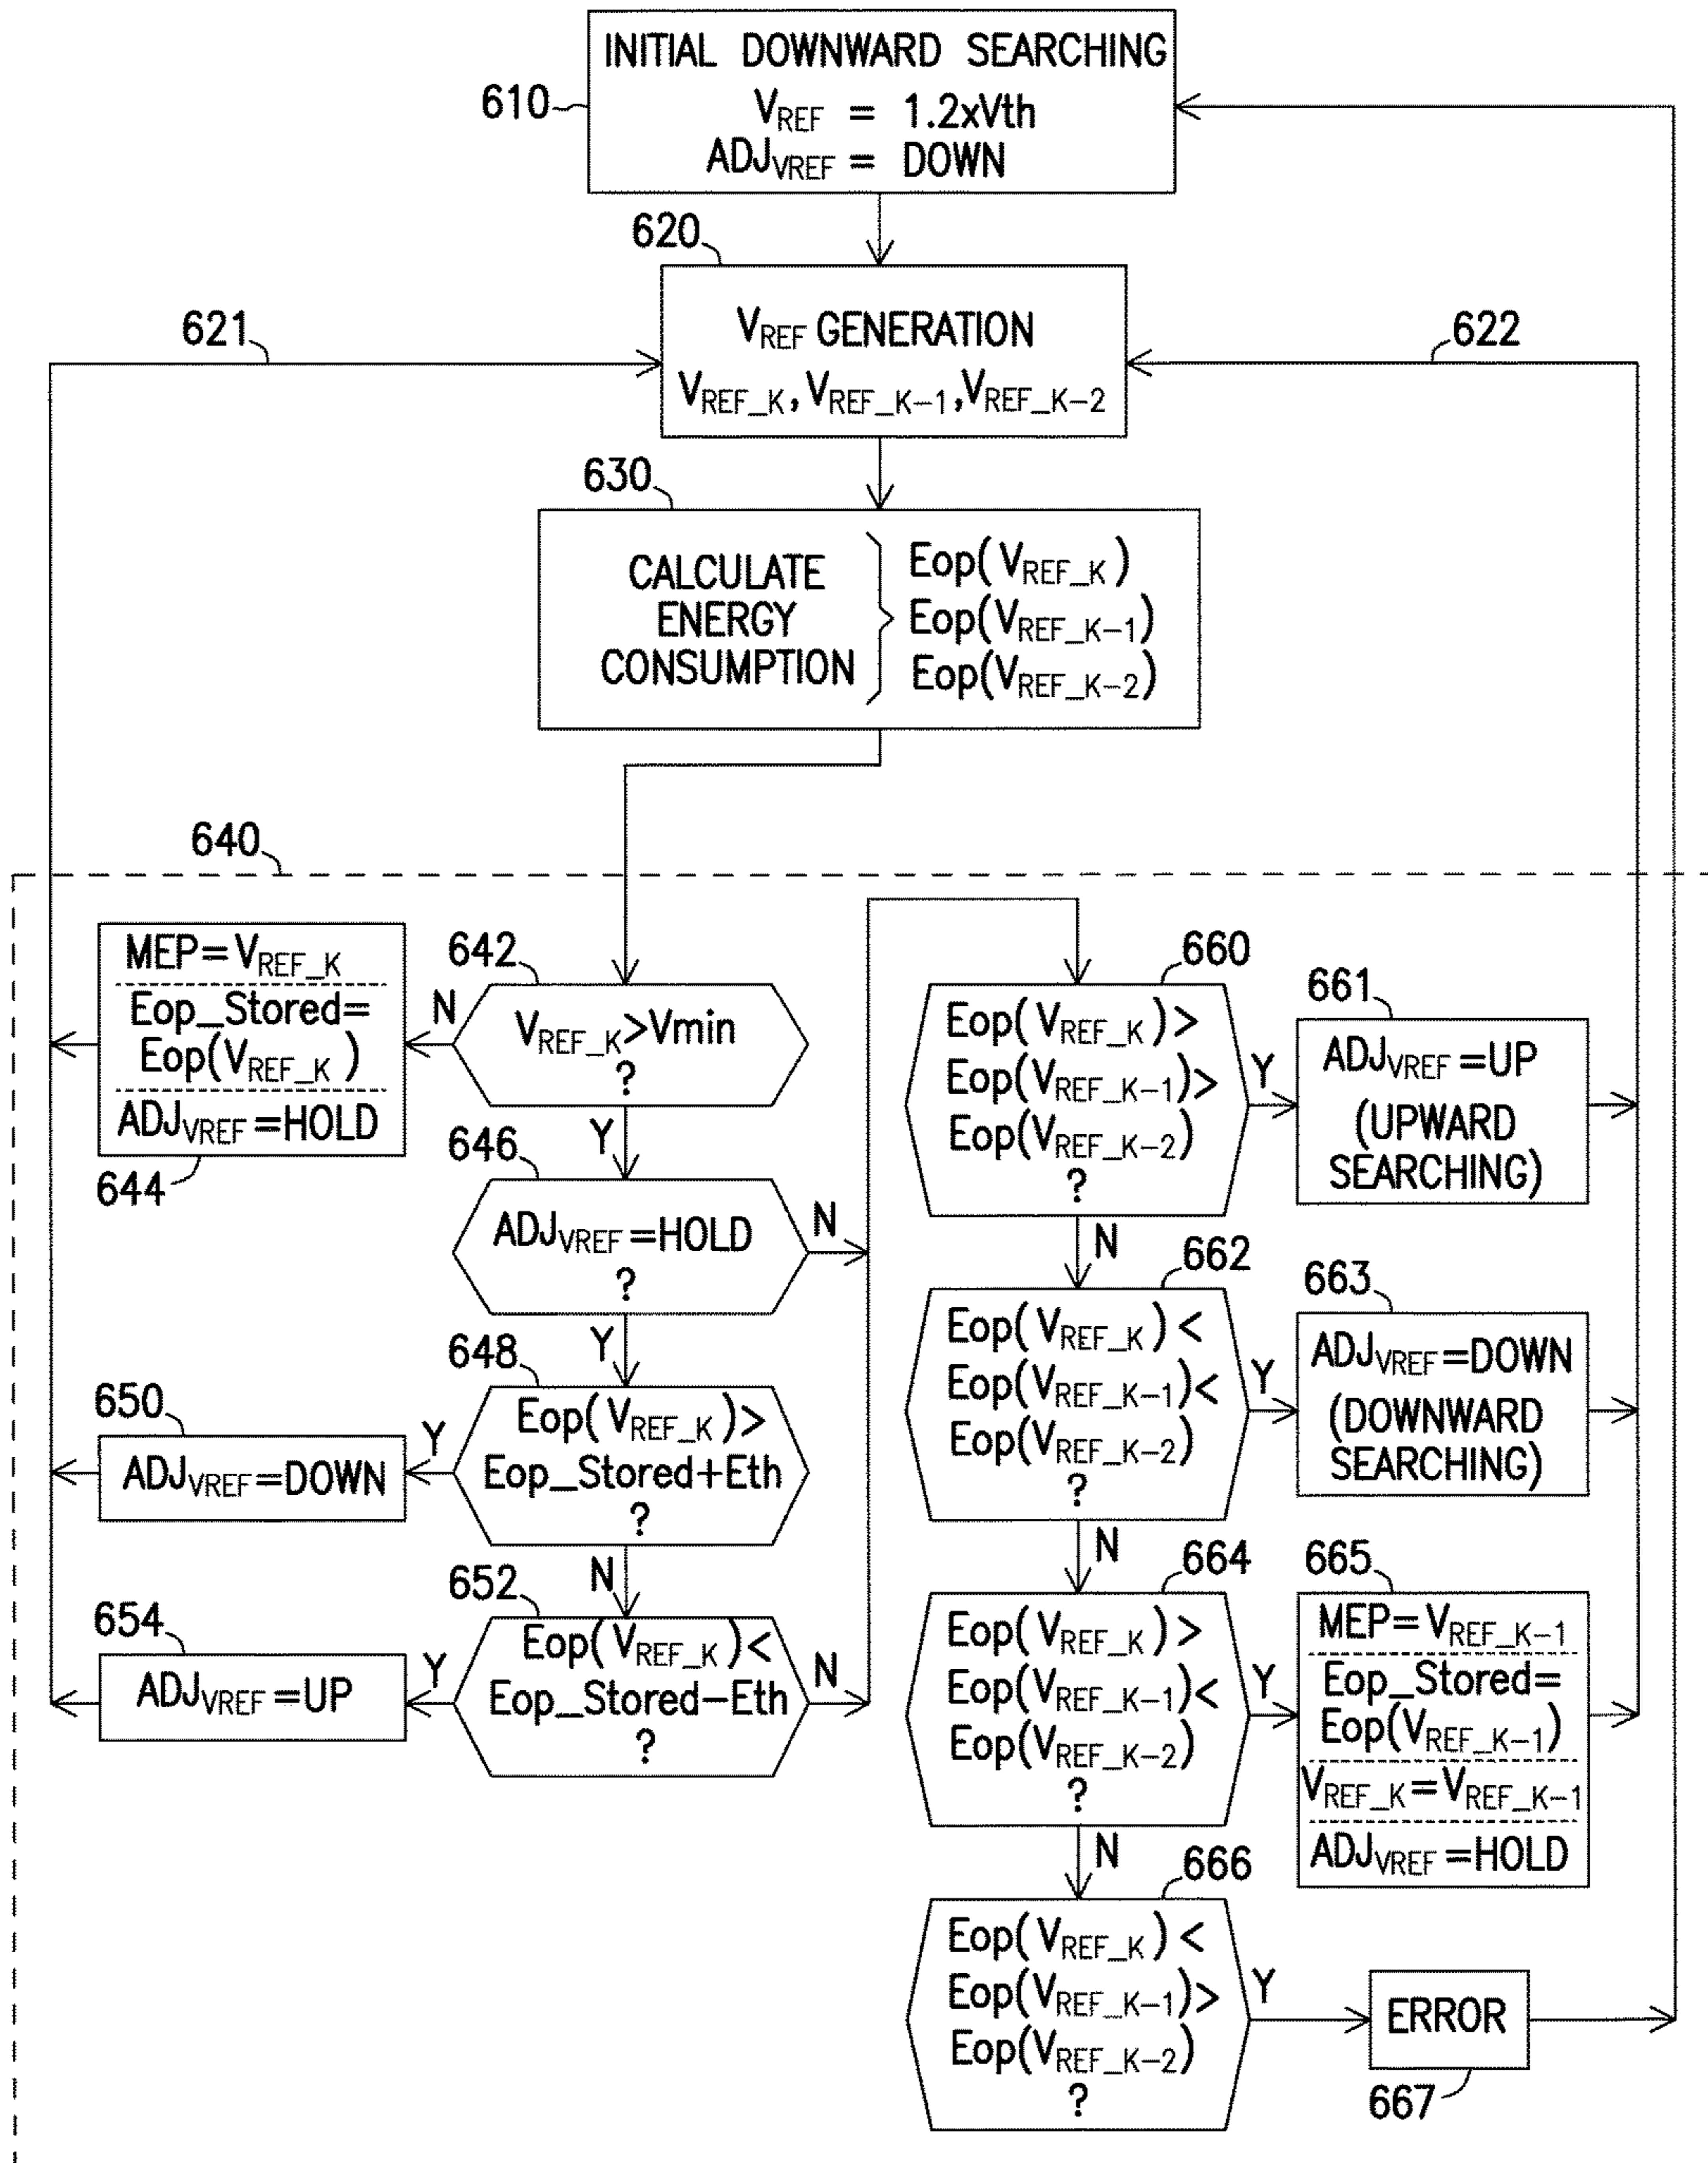 INITIAL DOWNWARD SEARCHING
610
VREF = 1.2xVth
ADJVREF = DOWN
620
VREF GENERATION
VREF_K, VREF_K-1, VREF_K-2
621
622
630
CALCULATE
ENERGY
CONSUMPTION
Eop(VREF_K)
Eop(VREF_K-1)
Eop(VREF_K-2)
640
MEP=VREF_K
Eop_Stored=
Eop(VREF_K)
ADJVREF=HOLD
644
642
N
VREF_K>Vmin
?
Y
646
ADJVREF=HOLD
?
N
Y
648
Eop(VREF_K)>
Eop_Stored+Eth
?
Y
650
ADJVREF=DOWN
N
652
Eop(VREF_K)<
Eop_Stored-Eth
?
N
Y
654
ADJVREF=UP
660
Eop(VREF_K)>
Eop(VREF_K-1)>
Eop(VREF_K-2)
?
Y
661
ADJVREF=UP
(UPWARD
SEARCHING)
N
662
Eop(VREF_K)<
Eop(VREF_K-1)<
Eop(VREF_K-2)
?
Y
663
ADJVREF=DOWN
(DOWNWARD
SEARCHING)
N
664
Eop(VREF_K)>
Eop(VREF_K-1)<
Eop(VREF_K-2)
?
Y
665
MEP=VREF_K-1
Eop_Stored=
Eop(VREF_K-1)
VREF_K=VREF_K-1
ADJVREF=HOLD
N
666
Eop(VREF_K)<
Eop(VREF_K-1)>
Eop(VREF_K-2)
?
Y
ERROR
667